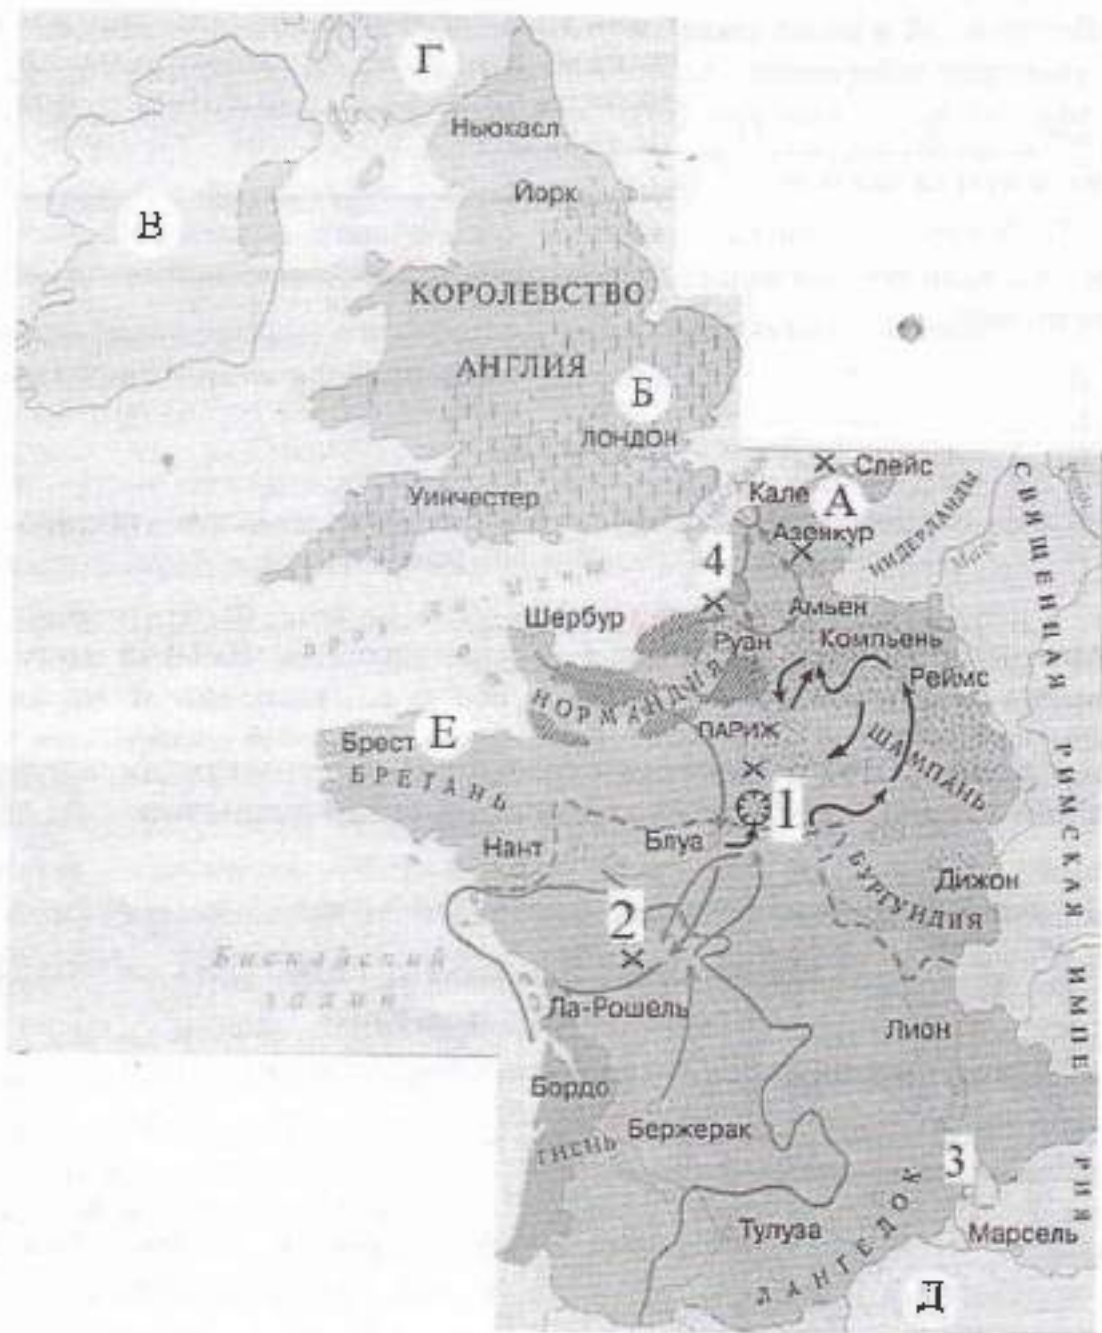 Г
Ньюкасл
Йорк
В
КОРОЛЕВСТВО
АНГЛИЯ
Б
ЛОНДОН
Уинчестер
Слейс
Кале
А
Азенкур
НИДЕРЛАНДЫ
СВЯЩЕННАЯ РИМСКАЯ ИМПЕРИЯ
4
Шербур
Амьен
Руан
Компьень
Реймс
НОРМАНДИЯ
ПАРИЖ
ШАМПАНЬ
Брест
Е
БРЕТАНЬ
1
Блуа
Нант
БУРГУНДИЯ
Дижон
2
Бискайский
залив
Ла-Рошель
Лион
Бордо
ГИЕНЬ
Бержерак
3
Тулуза
ЛАНГЕДОК
Марсель
Д